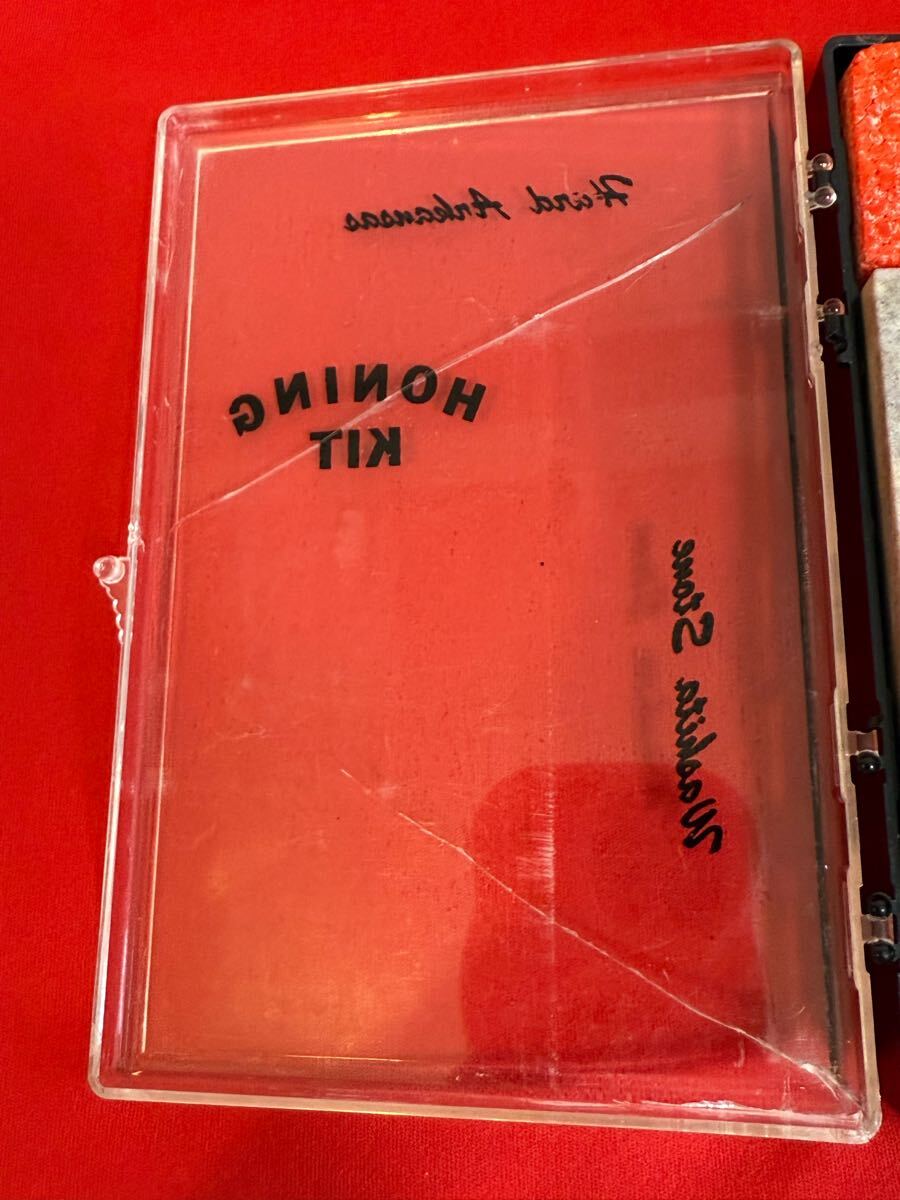 Hard Arkansas
HONING
KIT
Washita Stone